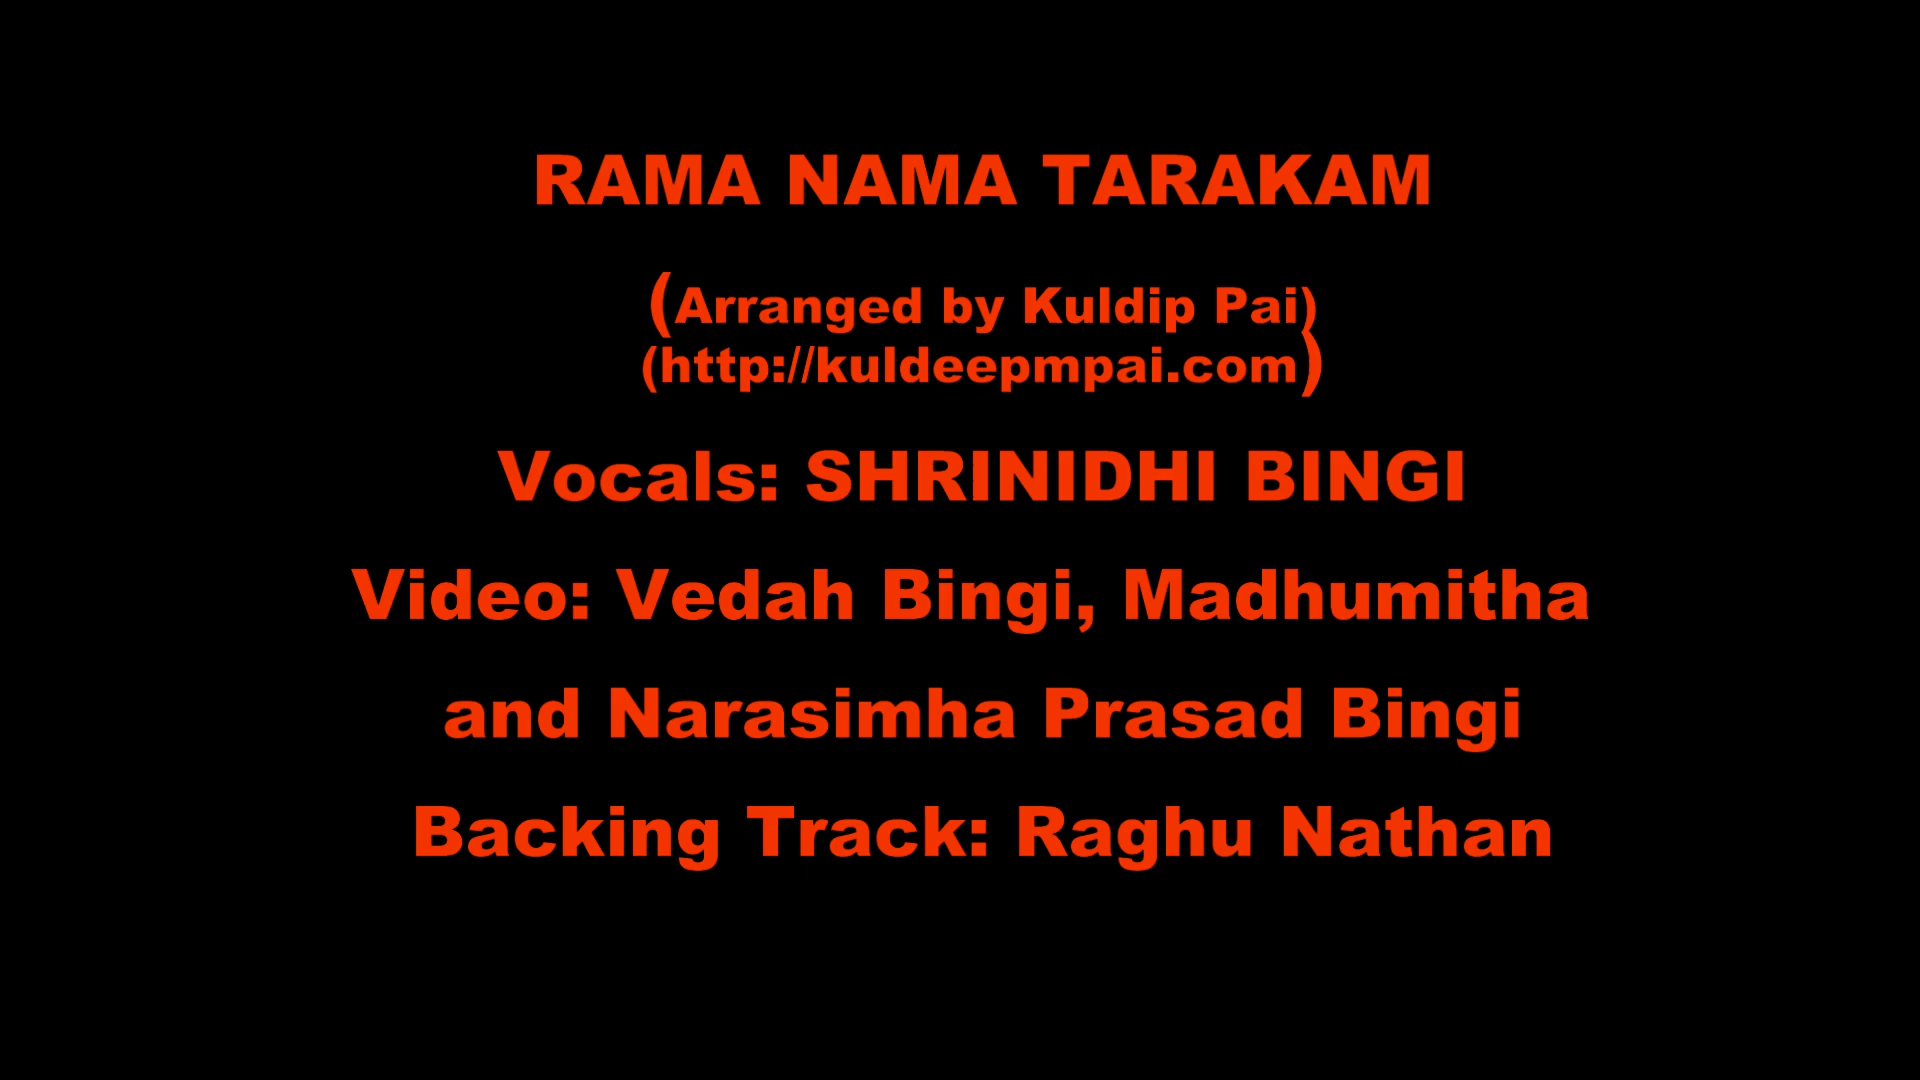 RAMA NAMA TARAKAM
(Arranged by Kuldip Pai)
(http://kuldeepmpai.com)
Vocals: SHRINIDHI BINGI
Video: Vedah Bingi, Madhumitha
and Narasimha Prasad Bingi
Backing Track: Raghu Nathan